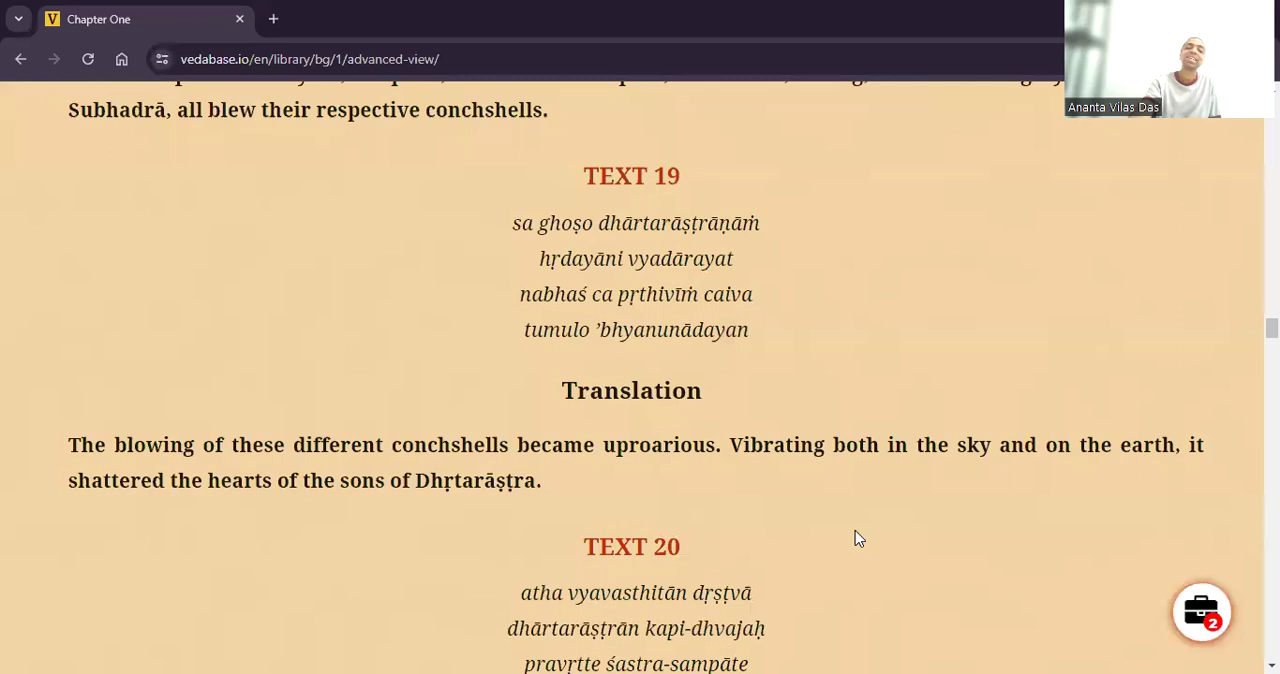 Chapter One
vedabase.io/en/library/bg/1/advanced-view/
Ananta Vilas Das
Subhadrā, all blew their respective conchshells.
TEXT 19
sa ghoṣo dhārtarāṣṭrāṇāṁ
hṛdayāni vyadārayat
nabhaś ca pṛthivīṁ caiva
tumulo ’bhyanunādayan
Translation
The blowing of these different conchshells became uproarious. Vibrating both in the sky and on the earth, it
shattered the hearts of the sons of Dhṛtarāṣṭra.
TEXT 20
atha vyavasthitān dṛṣṭvā
dhārtarāṣṭrān kapi-dhvajaḥ
pravṛtte śastra-sampāte
2